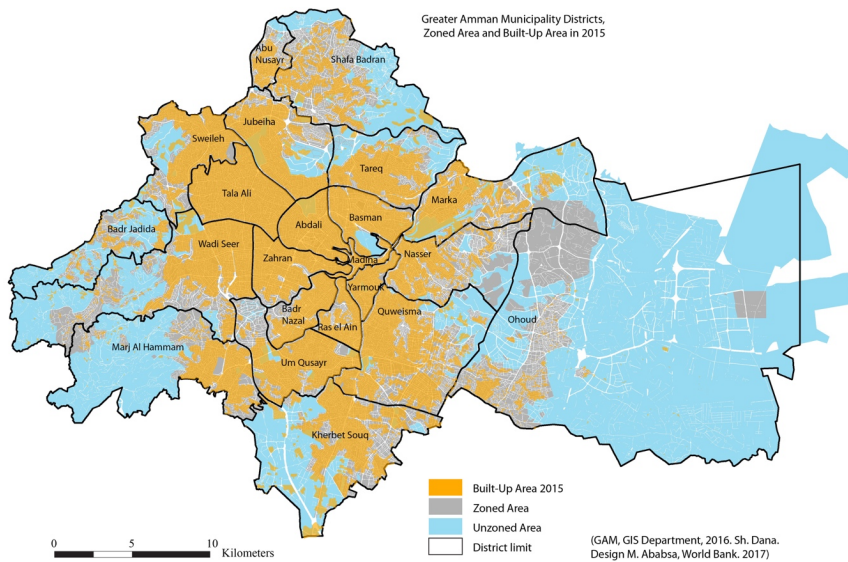 Greater Amman Municipality Districts,
Zoned Area and Built-Up Area in 2015
Abu
Nusayr
Shafa Badran
Jubeiha
Sweileh
Tareq
Tala Ali
Marka
Basman
Abdali
Badr Jadida
Wadi Seer
Nasser
Zahran
Madina
Yarmouk
Badr
Nazal
Quweisma
Ras el Ain
Ohoud
Marj Al Hammam
Um Qusayr
Kherbet Souq
Built-Up Area 2015
Zoned Area
Unzoned Area
District limit
0 5 10
Kilometers
(GAM, GIS Department, 2016. Sh. Dana.
Design M. Ababsa, World Bank. 2017)